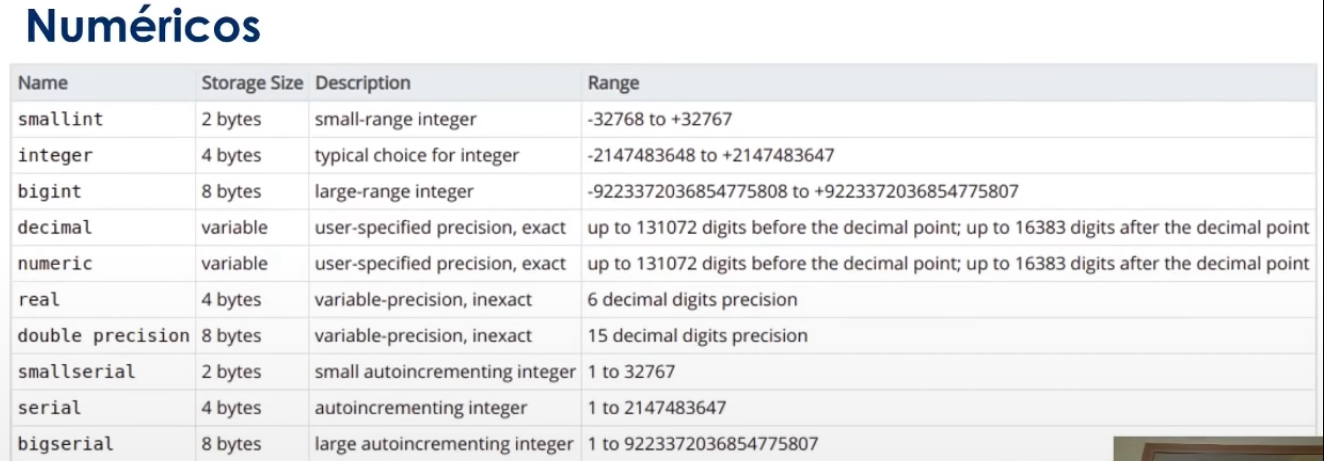 Numéricos
Name Storage Size Description Range
smallint 2 bytes small-range integer -32768 to +32767
integer 4 bytes typical choice for integer -2147483648 to +2147483647
bigint 8 bytes large-range integer -9223372036854775808 to +9223372036854775807
decimal variable user-specified precision, exact up to 131072 digits before the decimal point; up to 16383 digits after the decimal point
numeric variable user-specified precision, exact up to 131072 digits before the decimal point; up to 16383 digits after the decimal point
real 4 bytes variable-precision, inexact 6 decimal digits precision
double precision 8 bytes variable-precision, inexact 15 decimal digits precision
smallserial 2 bytes small autoincrementing integer 1 to 32767
serial 4 bytes autoincrementing integer 1 to 2147483647
bigserial 8 bytes large autoincrementing integer 1 to 9223372036854775807